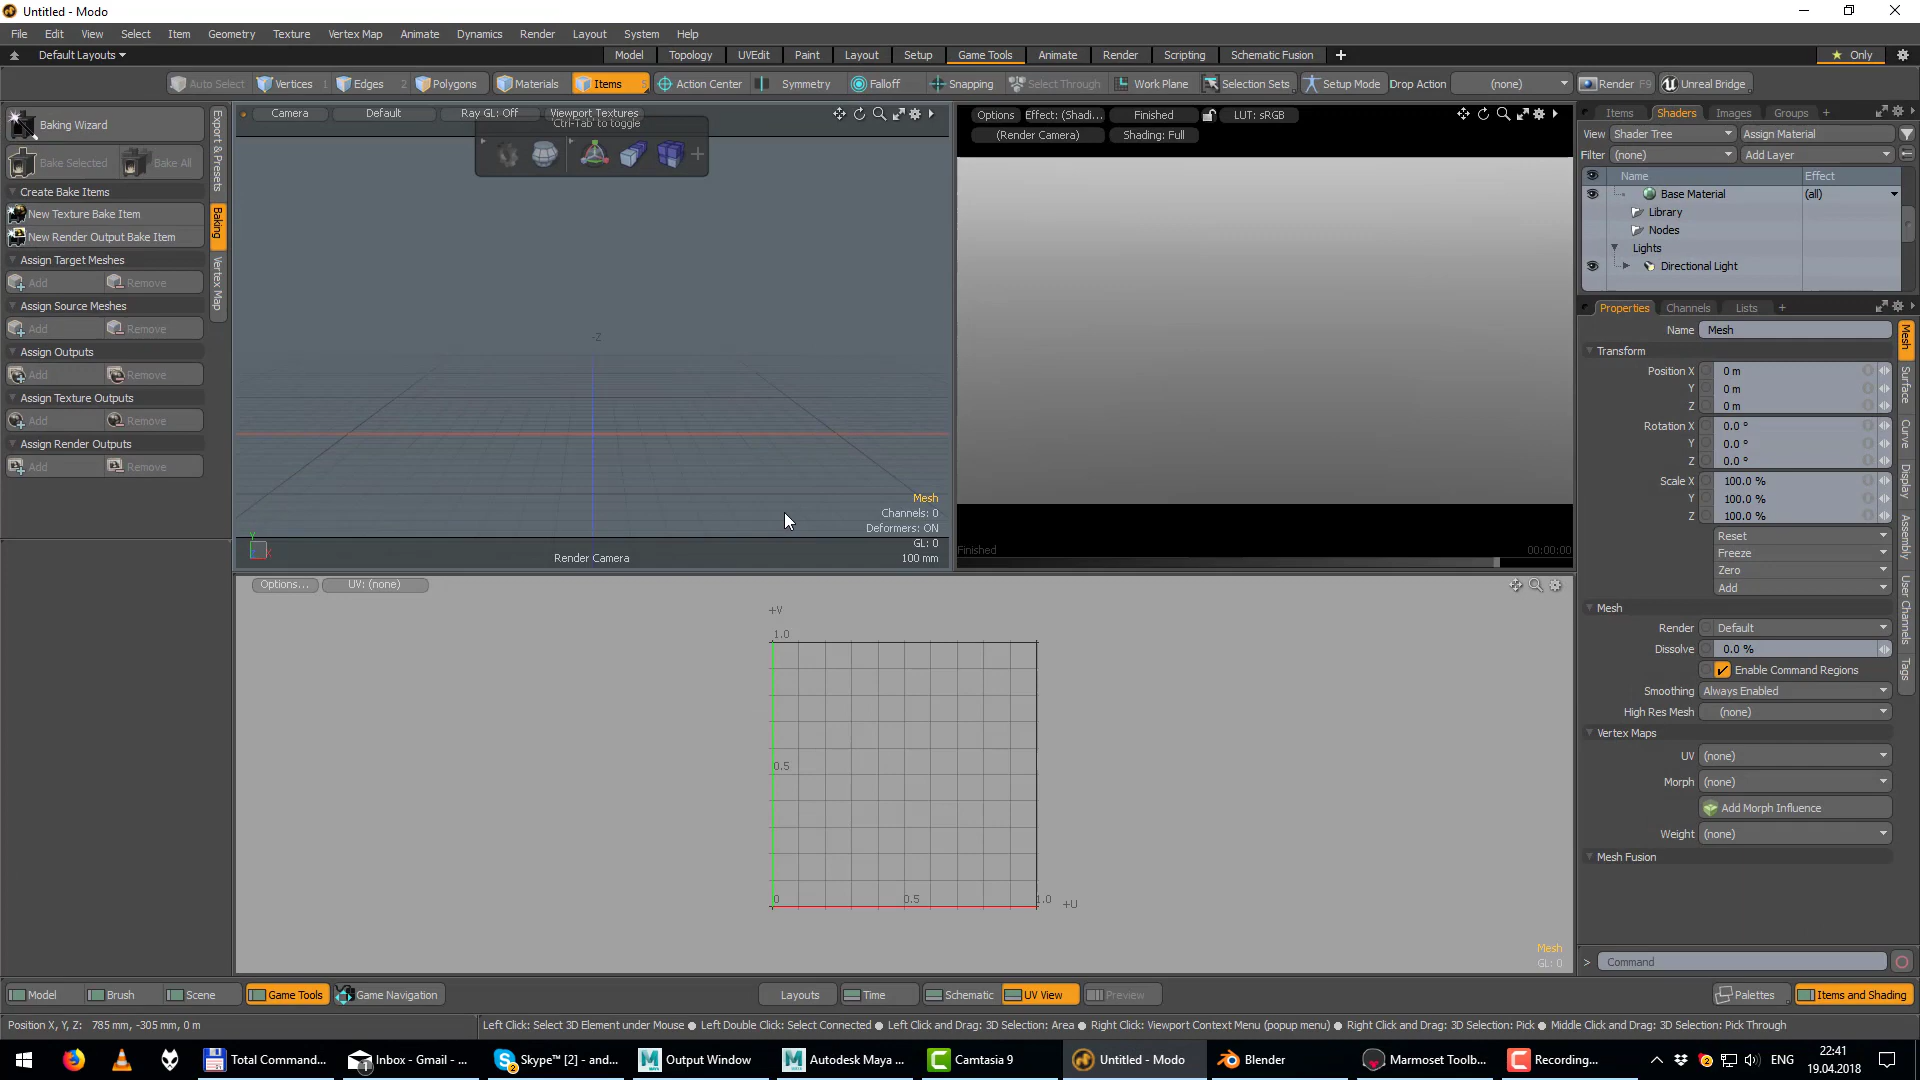 Untitled - Modo
File Edit View Select Item Geometry Texture Vertex Map Animate Dynamics Render Layout System Help
Default Layouts Model Topology UVEdit Paint Layout Setup Game Tools Animate Render Scripting Schematic Fusion Only
Auto Select Vertices 1 Edges 2 Polygons Materials Items 5 Action Center Symmetry Falloff Snapping Select Through Work Plane Selection Sets Setup Mode Drop Action (none) Render F9 Unreal Bridge
Baking Wizard
Bake Selected Bake All
Create Bake Items
New Texture Bake Item
New Render Output Bake Item
Assign Target Meshes
Add Remove
Assign Source Meshes
Add Remove
Assign Outputs
Add Remove
Assign Texture Outputs
Add Remove
Assign Render Outputs
Add Remove
Export & Presets
Baking
Vertex Map
Camera Default Ray GL: Off Viewport Textures
Ctrl-Tab to toggle
-Z
Y
X
Mesh
Channels: 0
Deformers: ON
GL: 0
100 mm
Render Camera
Options Effect: (Shadi... Finished LUT: sRGB
(Render Camera) Shading: Full
Finished 00:00:00
Options... UV: (none)
+V
1.0
0.5
0 0.5 1.0 +U
Mesh
GL: 0
Items Shaders Images Groups +
View Shader Tree Assign Material
Filter (none) Add Layer
Name Effect
Base Material (all)
Library
Nodes
Lights
Directional Light
Properties Channels Lists +
Name Mesh
Transform
Position X 0 m
Y 0 m
Z 0 m
Rotation X 0.0 °
Y 0.0 °
Z 0.0 °
Scale X 100.0 %
Y 100.0 %
Z 100.0 %
Reset
Freeze
Zero
Add
Mesh
Render Default
Dissolve 0.0 %
Enable Command Regions
Smoothing Always Enabled
High Res Mesh (none)
Vertex Maps
UV (none)
Morph (none)
Add Morph Influence
Weight (none)
Mesh Fusion
Mesh
Surface
Curve
Display
Assembly
User Channels
Tags
> Command
Model Brush Scene Game Tools Game Navigation Layouts Time Schematic UV View Preview Palettes Items and Shading
Position X, Y, Z: 785 mm, -305 mm, 0 m Left Click: Select 3D Element under Mouse ● Left Double Click: Select Connected ● Left Click and Drag: 3D Selection: Area ● Right Click: Viewport Context Menu (popup menu) ● Right Click and Drag: 3D Selection: Pick ● Middle Click and Drag: 3D Selection: Pick Through
Total Command... Inbox - Gmail - ... Skype™ [2] - and... Output Window Autodesk Maya ... Camtasia 9 Untitled - Modo Blender Marmoset Toolb... Recording... ENG 22:41
19.04.2018